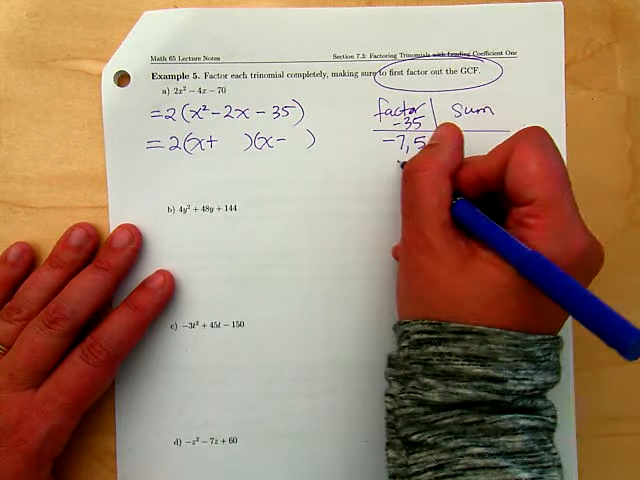 Math 65 Lecture Notes Section 7.3: Factoring Trinomials with Leading Coefficient One
Example 5. Factor each trinomial completely, making sure to first factor out the GCF.
a) 2x² − 4x − 70
= 2(x² − 2x − 35)
= 2(x+ )(x− )
factor | sum
-35
-7, 5
b) 4y² + 48y + 144
c) −3t² + 45t − 150
d) −z² − 7z + 60